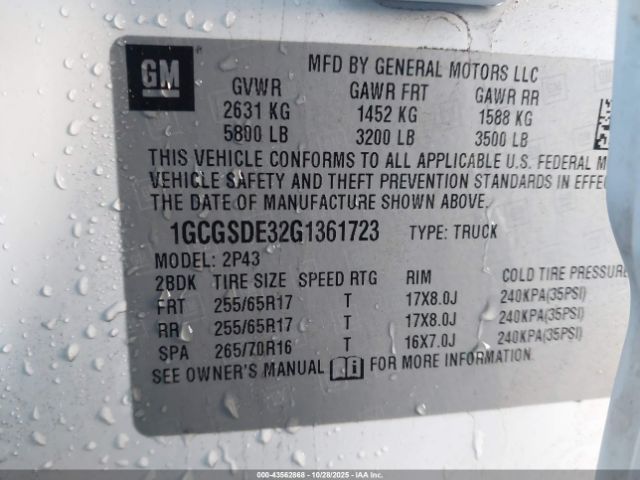 GM
MFD BY GENERAL MOTORS LLC
GVWR GAWR FRT GAWR RR
2631 KG 1452 KG 1588 KG
5800 LB 3200 LB 3500 LB
THIS VEHICLE CONFORMS TO ALL APPLICABLE U.S. FEDERAL M
VEHICLE SAFETY AND THEFT PREVENTION STANDARDS IN EFFE
THE DATE OF MANUFACTURE SHOWN ABOVE.
1GCGSDE32G1361723 TYPE: TRUCK
MODEL: 2P43
2BDK TIRE SIZE SPEED RTG RIM COLD TIRE PRESSURE
FRT 255/65R17 T 17X8.0J 240KPA(35PSI)
RR 255/65R17 T 17X8.0J 240KPA(35PSI)
SPA 265/70R16 T 16X7.0J 240KPA(35PSI)
SEE OWNER'S MANUAL FOR MORE INFORMATION.
000-43562868 | 10/28/2025 | IAAI.COM